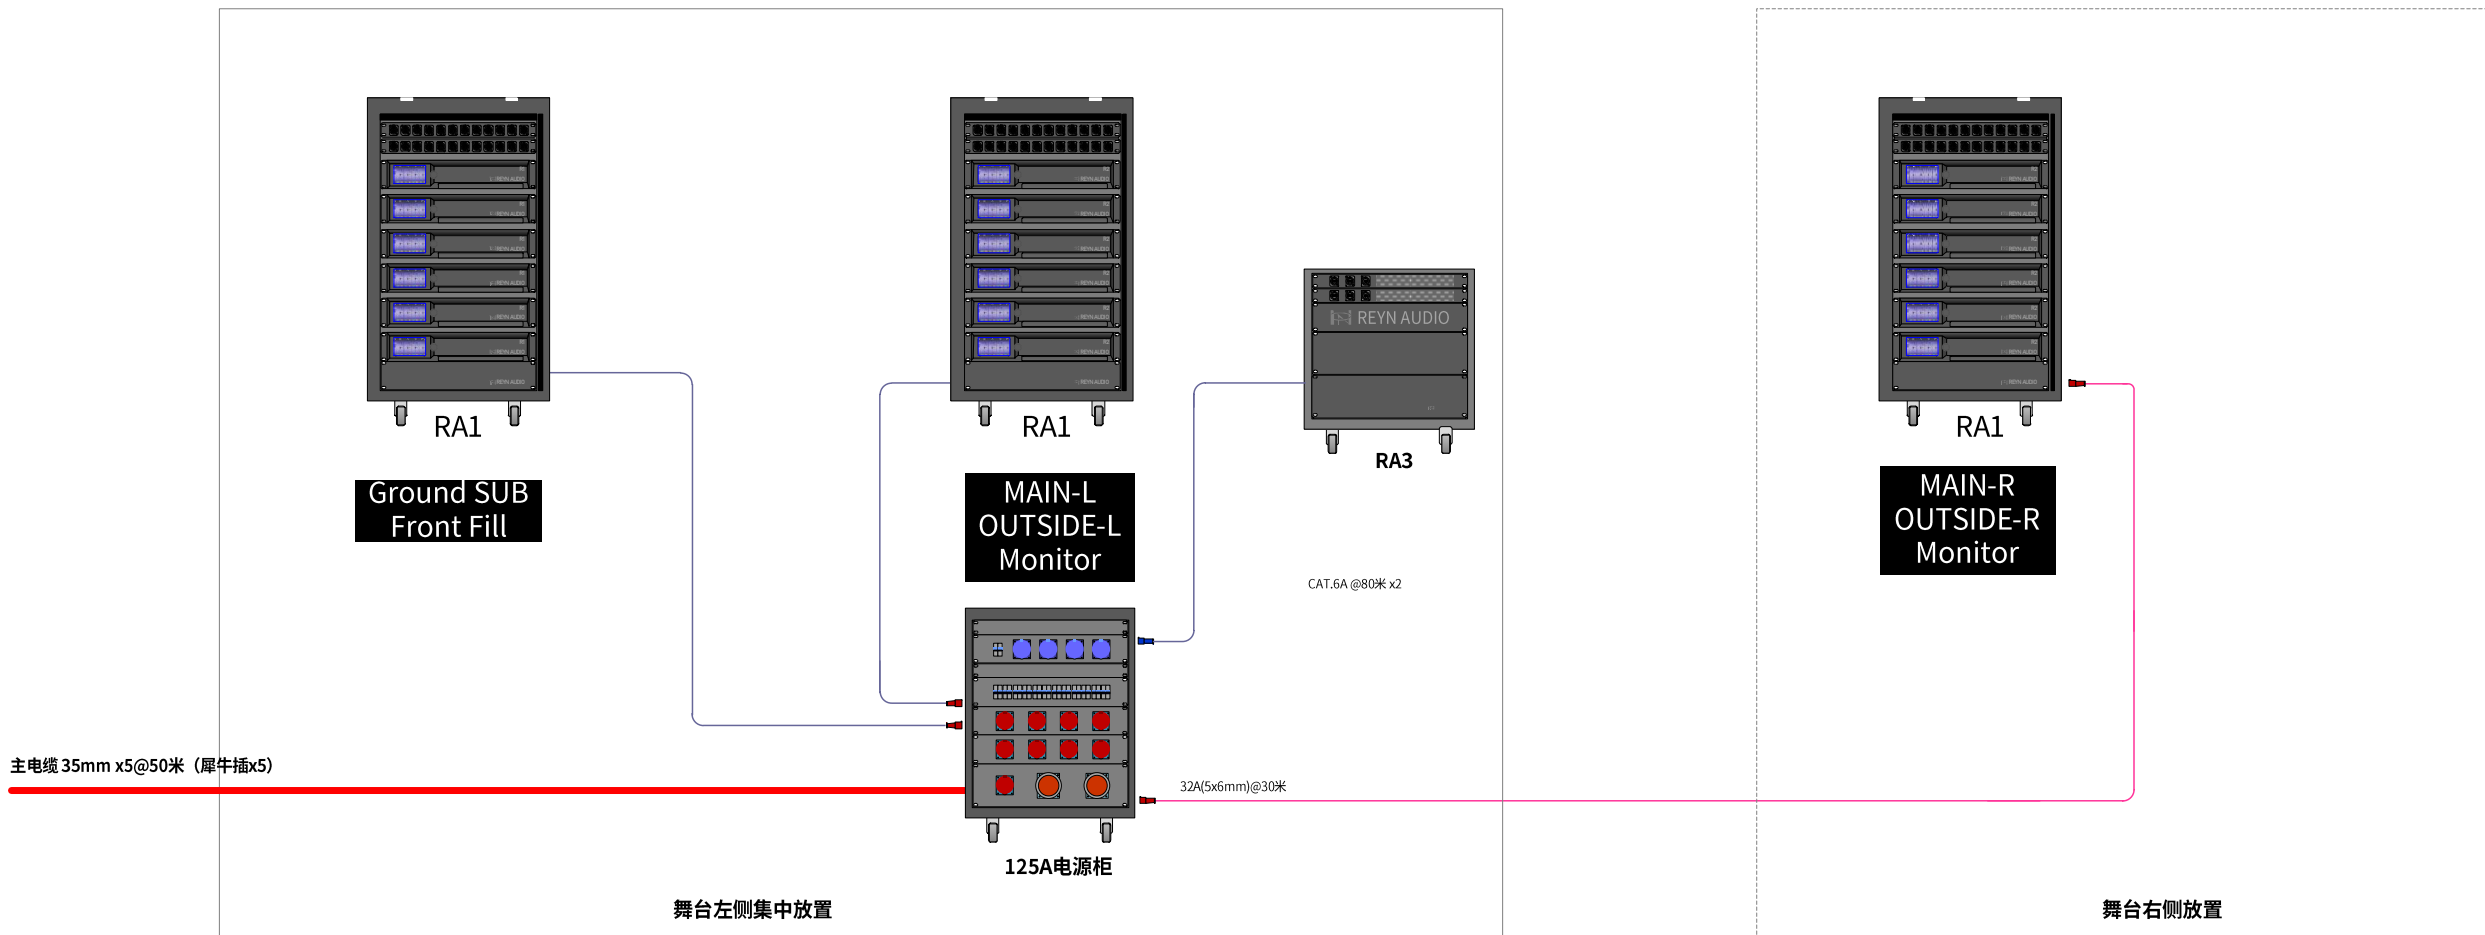 REYN AUDIO
RA1
RA1
RA3
RA1
Ground SUB
Front Fill
MAIN-L
OUTSIDE-L
Monitor
MAIN-R
OUTSIDE-R
Monitor
CAT.6A @80米 x2
主电缆 35mm x5@50米（犀牛插x5）
32A(5x6mm)@30米
125A电源柜
舞台左侧集中放置
舞台右侧放置